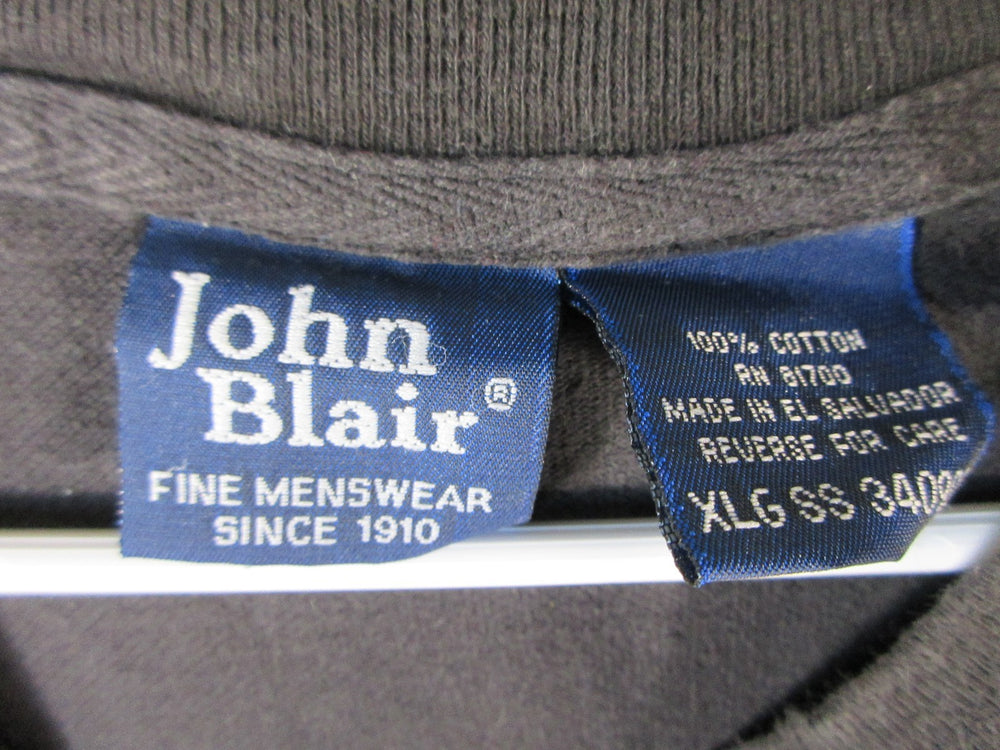 John
Blair®
FINE MENSWEAR
SINCE 1910
100% COTTON
RN 81700
MADE IN EL SALVADOR
REVERSE FOR CARE
XLG SS